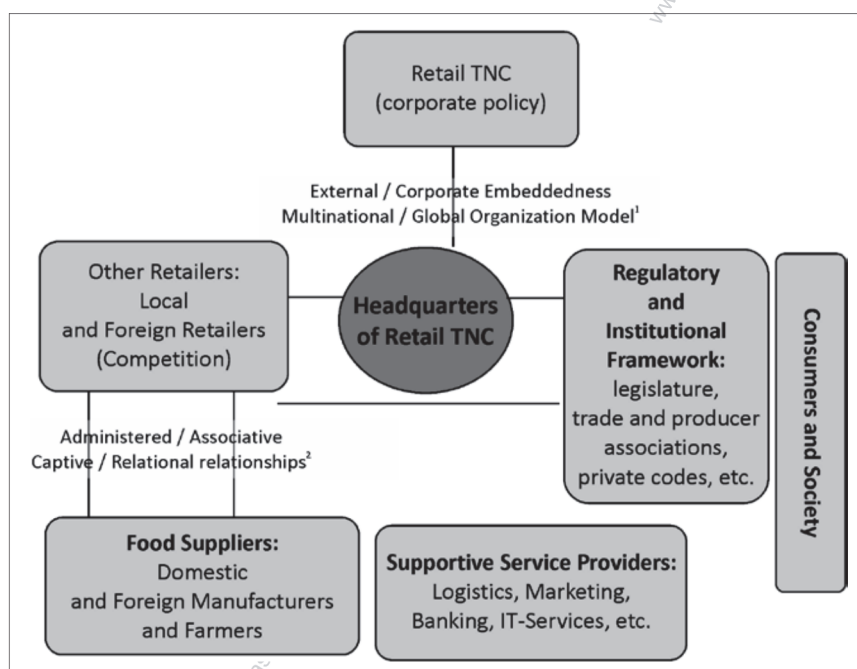 Retail TNC
(corporate policy)
External / Corporate Embeddedness
Multinational / Global Organization Model¹
Other Retailers:
Local
and Foreign Retailers
(Competition)
Headquarters
of Retail TNC
Regulatory
and
Institutional
Framework:
legislature,
trade and producer
associations,
private codes, etc.
Consumers and Society
Administered / Associative
Captive / Relational relationships²
Food Suppliers:
Domestic
and Foreign Manufacturers
and Farmers
Supportive Service Providers:
Logistics, Marketing,
Banking, IT-Services, etc.